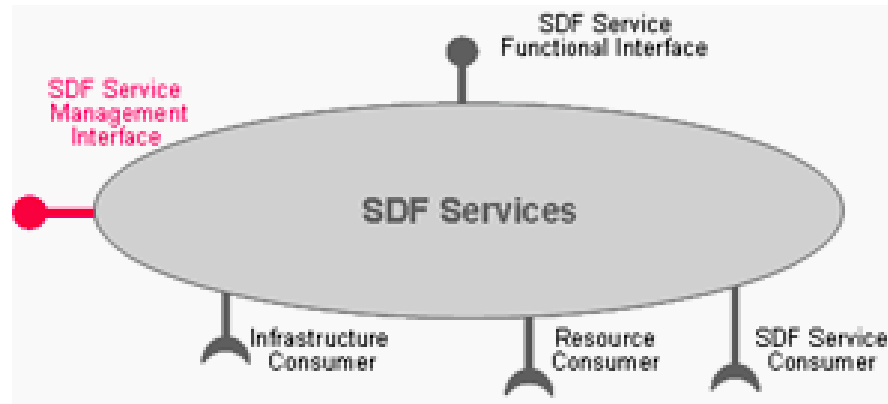 SDF Service
Functional Interface
SDF Service
Management
Interface
SDF Services
Infrastructure
Consumer
Resource
Consumer
SDF Service
Consumer